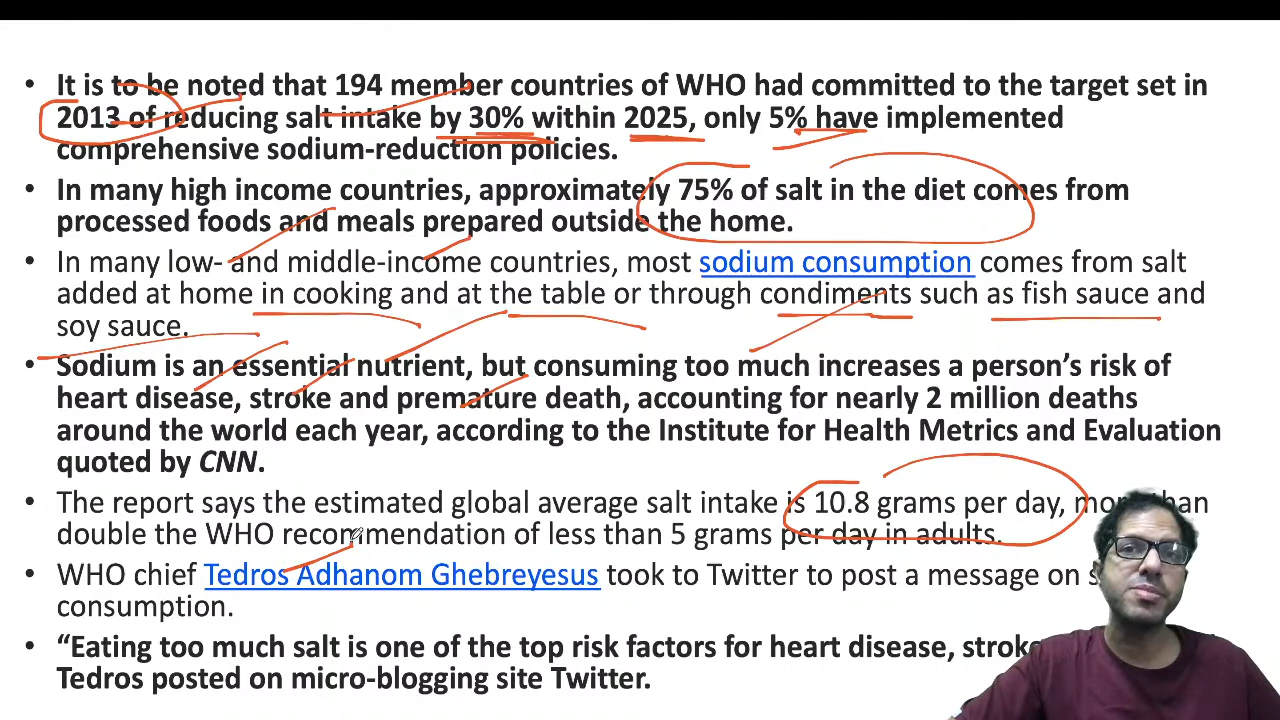 • It is to be noted that 194 member countries of WHO had committed to the target set in
2013 of reducing salt intake by 30% within 2025, only 5% have implemented
comprehensive sodium-reduction policies.
• In many high income countries, approximately 75% of salt in the diet comes from
processed foods and meals prepared outside the home.
• In many low- and middle-income countries, most sodium consumption comes from salt
added at home in cooking and at the table or through condiments such as fish sauce and
soy sauce.
• Sodium is an essential nutrient, but consuming too much increases a person’s risk of
heart disease, stroke and premature death, accounting for nearly 2 million deaths
around the world each year, according to the Institute for Health Metrics and Evaluation
quoted by CNN.
• The report says the estimated global average salt intake is 10.8 grams per day, more than
double the WHO recommendation of less than 5 grams per day in adults.
• WHO chief Tedros Adhanom Ghebreyesus took to Twitter to post a message on
consumption.
• “Eating too much salt is one of the top risk factors for heart disease, stroke
Tedros posted on micro-blogging site Twitter.